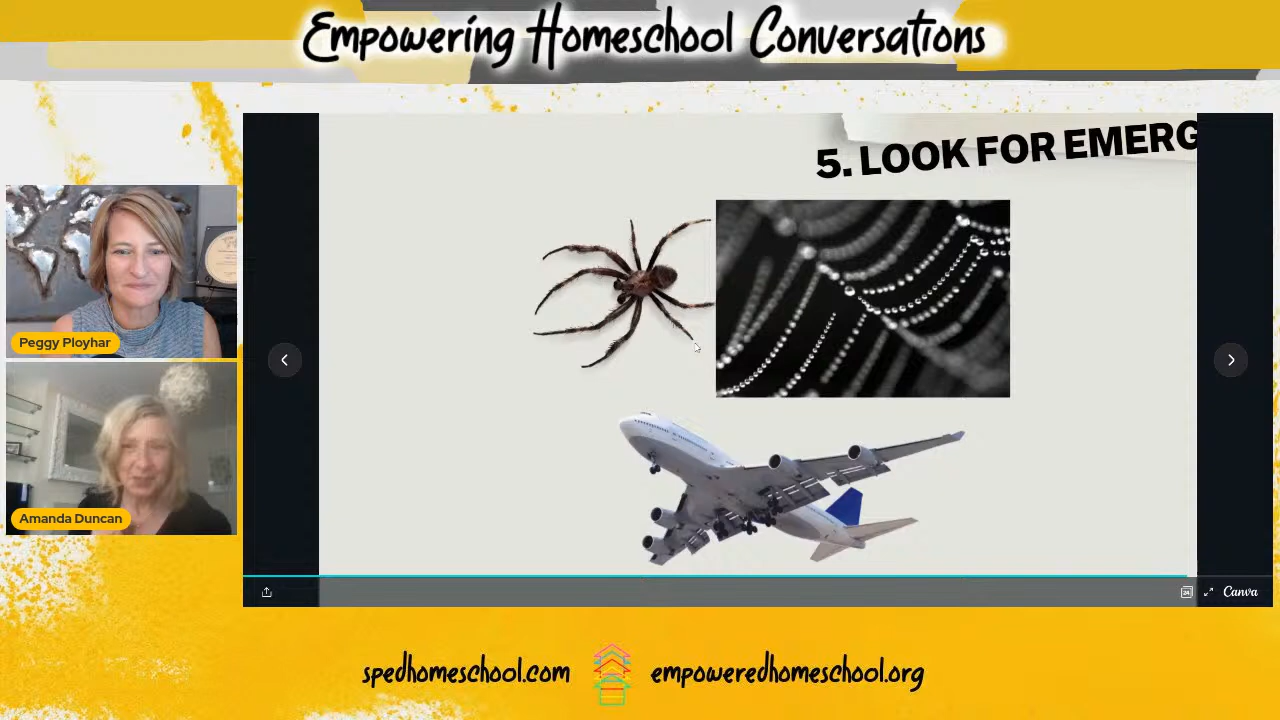 Empowering Homeschool Conversations
5. LOOK FOR EMERG
Peggy Ployhar
Amanda Duncan
Canva
spedhomeschool.com
empoweredhomeschool.org